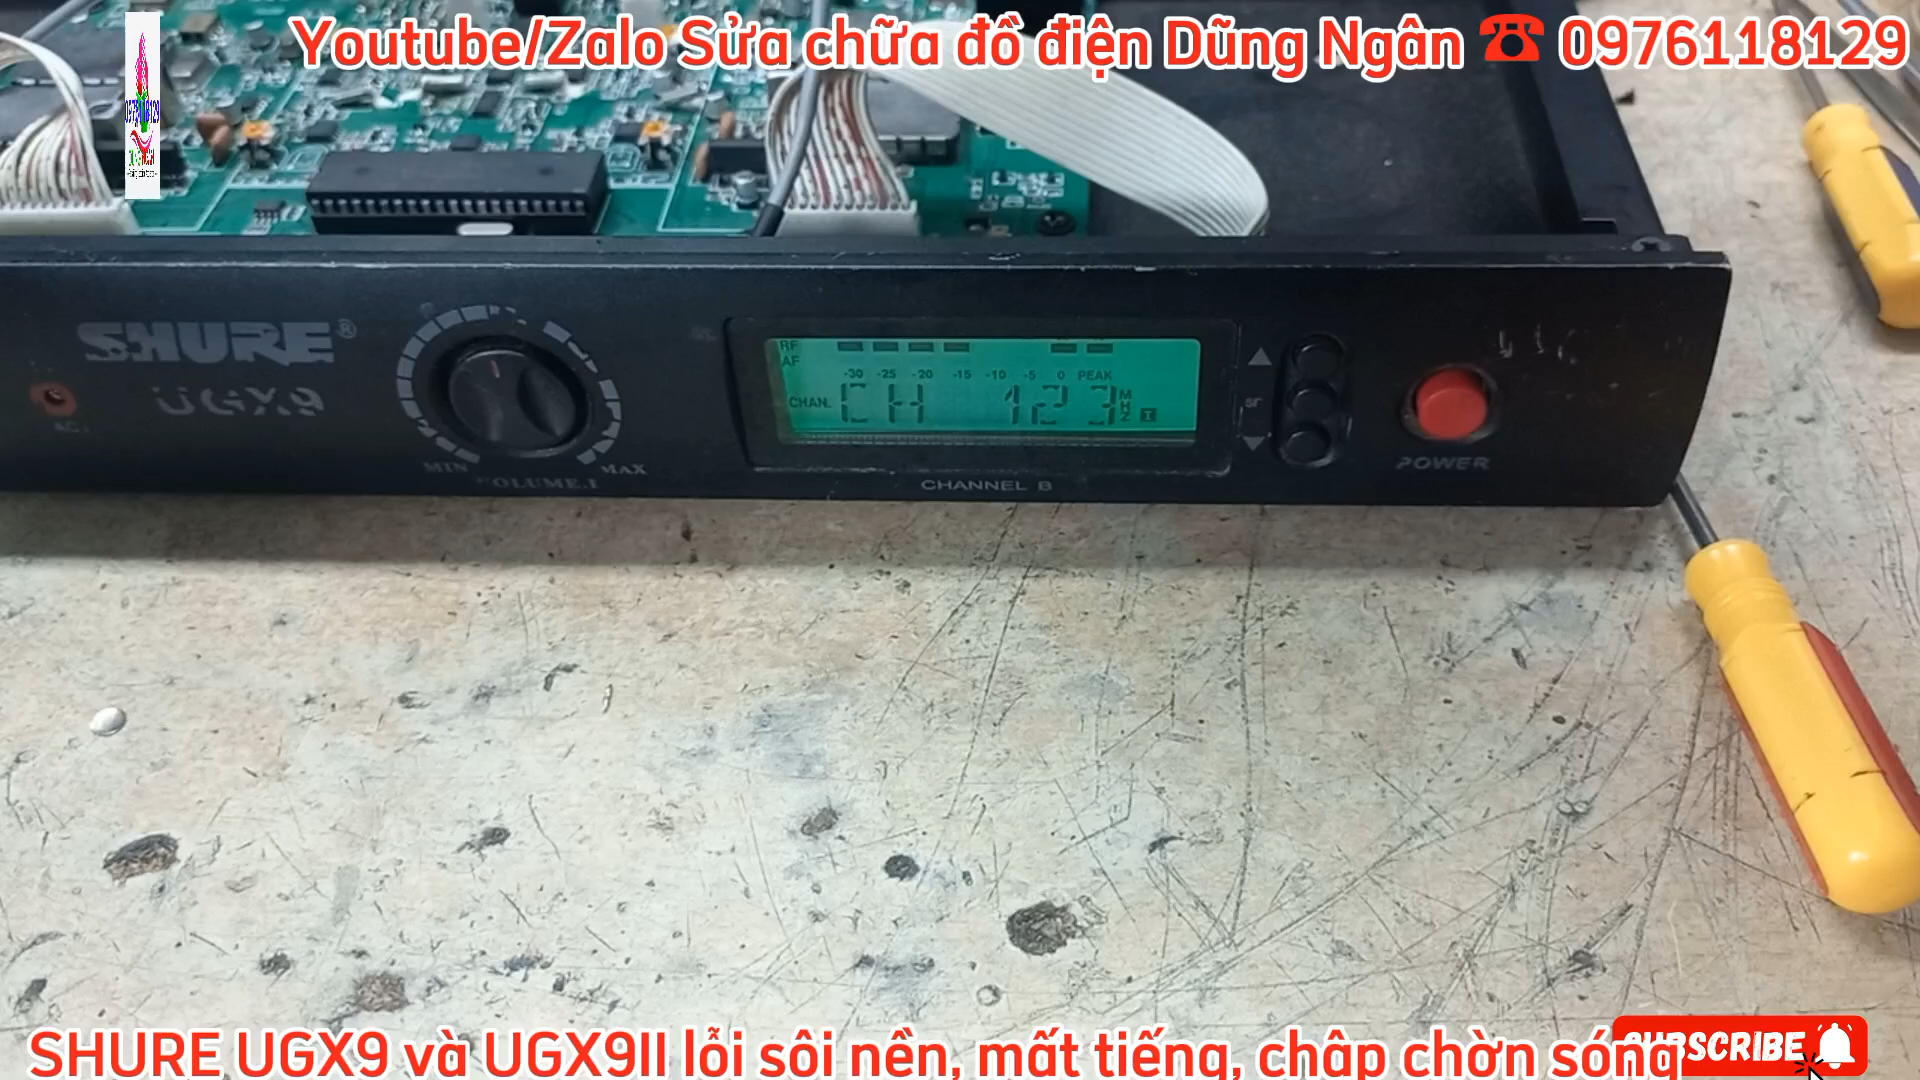 Youtube/Zalo Sửa chữa đồ điện Dũng Ngân ☎ 0976118129
SHURE®
UGX9
MIN
MAX
VOLUME.I
RF
AF
-30 -25 -20 -15 -10 -5 0 PEAK
CHAN. CH 123 MHZ I
CHANNEL B
POWER
SHURE UGX9 và UGX9II lỗi sôi nền, mất tiếng, chập chờn sóng
SUBSCRIBE